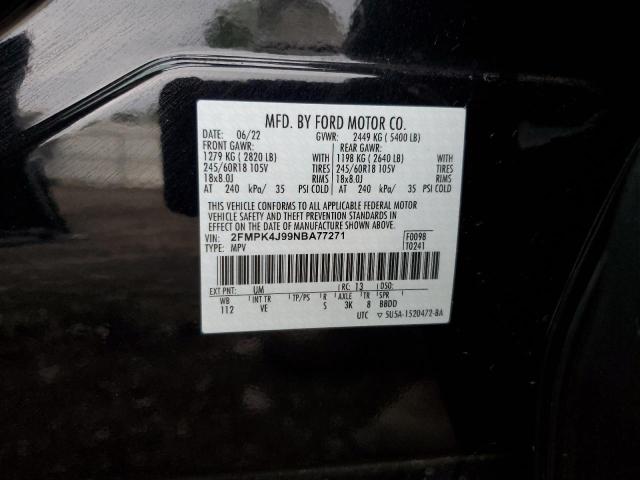 MFD. BY FORD MOTOR CO.
DATE: 06/22 GVWR: 2449 KG ( 5400 LB)
FRONT GAWR: REAR GAWR:
1279 KG ( 2820 LB) WITH 1198 KG ( 2640 LB) WITH
245/60R18 105V TIRES 245/60R18 105V TIRES
18x8.0J RIMS 18x8.0J RIMS
AT 240 kPa/ 35 PSI COLD AT 240 kPa/ 35 PSI COLD
THIS VEHICLE CONFORMS TO ALL APPLICABLE FEDERAL MOTOR
VEHICLE SAFETY AND THEFT PREVENTION STANDARDS IN
EFFECT ON THE DATE OF MANUFACTURE SHOWN ABOVE.
VIN: 2FMPK4J99NBA77271 F0098
TYPE: MPV T0241
EXT PNT: UM RC: 13 DSO:
WB INT TR TP/PS R AXLE TR SPR
112 VE S 3K 8 BBDD
UTC ▽ 5U5A-1520472-BA